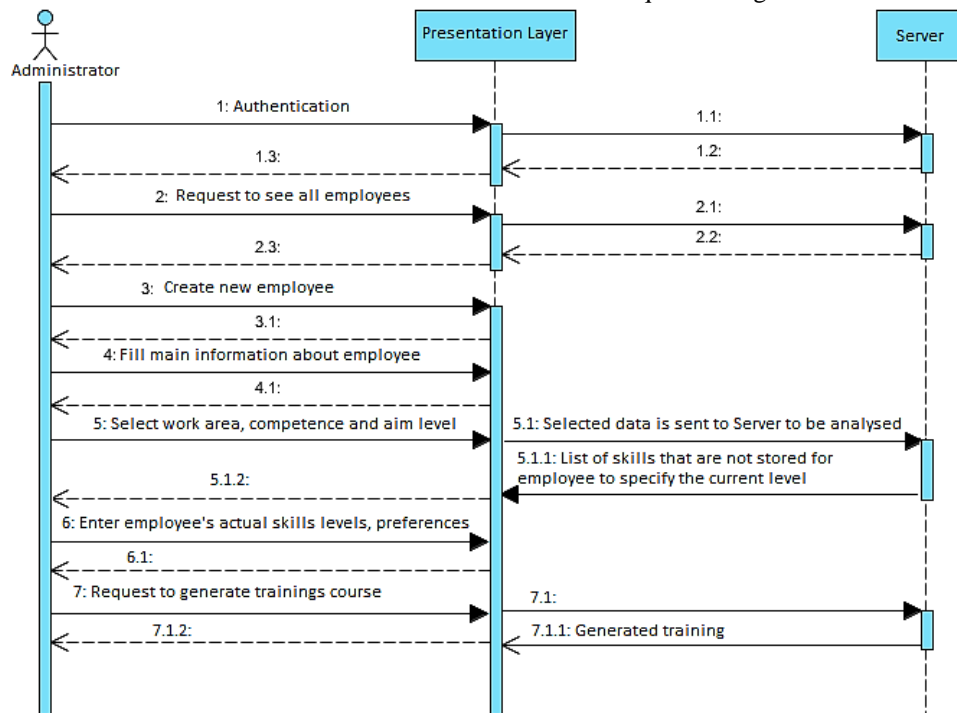 Presentation Layer
Server
Administrator
1: Authentication
1.1:
1.2:
1.3:
2: Request to see all employees
2.1:
2.2:
2.3:
3: Create new employee
3.1:
4: Fill main information about employee
4.1:
5: Select work area, competence and aim level
5.1: Selected data is sent to Server to be analysed
5.1.1: List of skills that are not stored for
employee to specify the current level
5.1.2:
6: Enter employee's actual skills levels, preferences
6.1:
7: Request to generate trainings course
7.1:
7.1.1: Generated training
7.1.2: